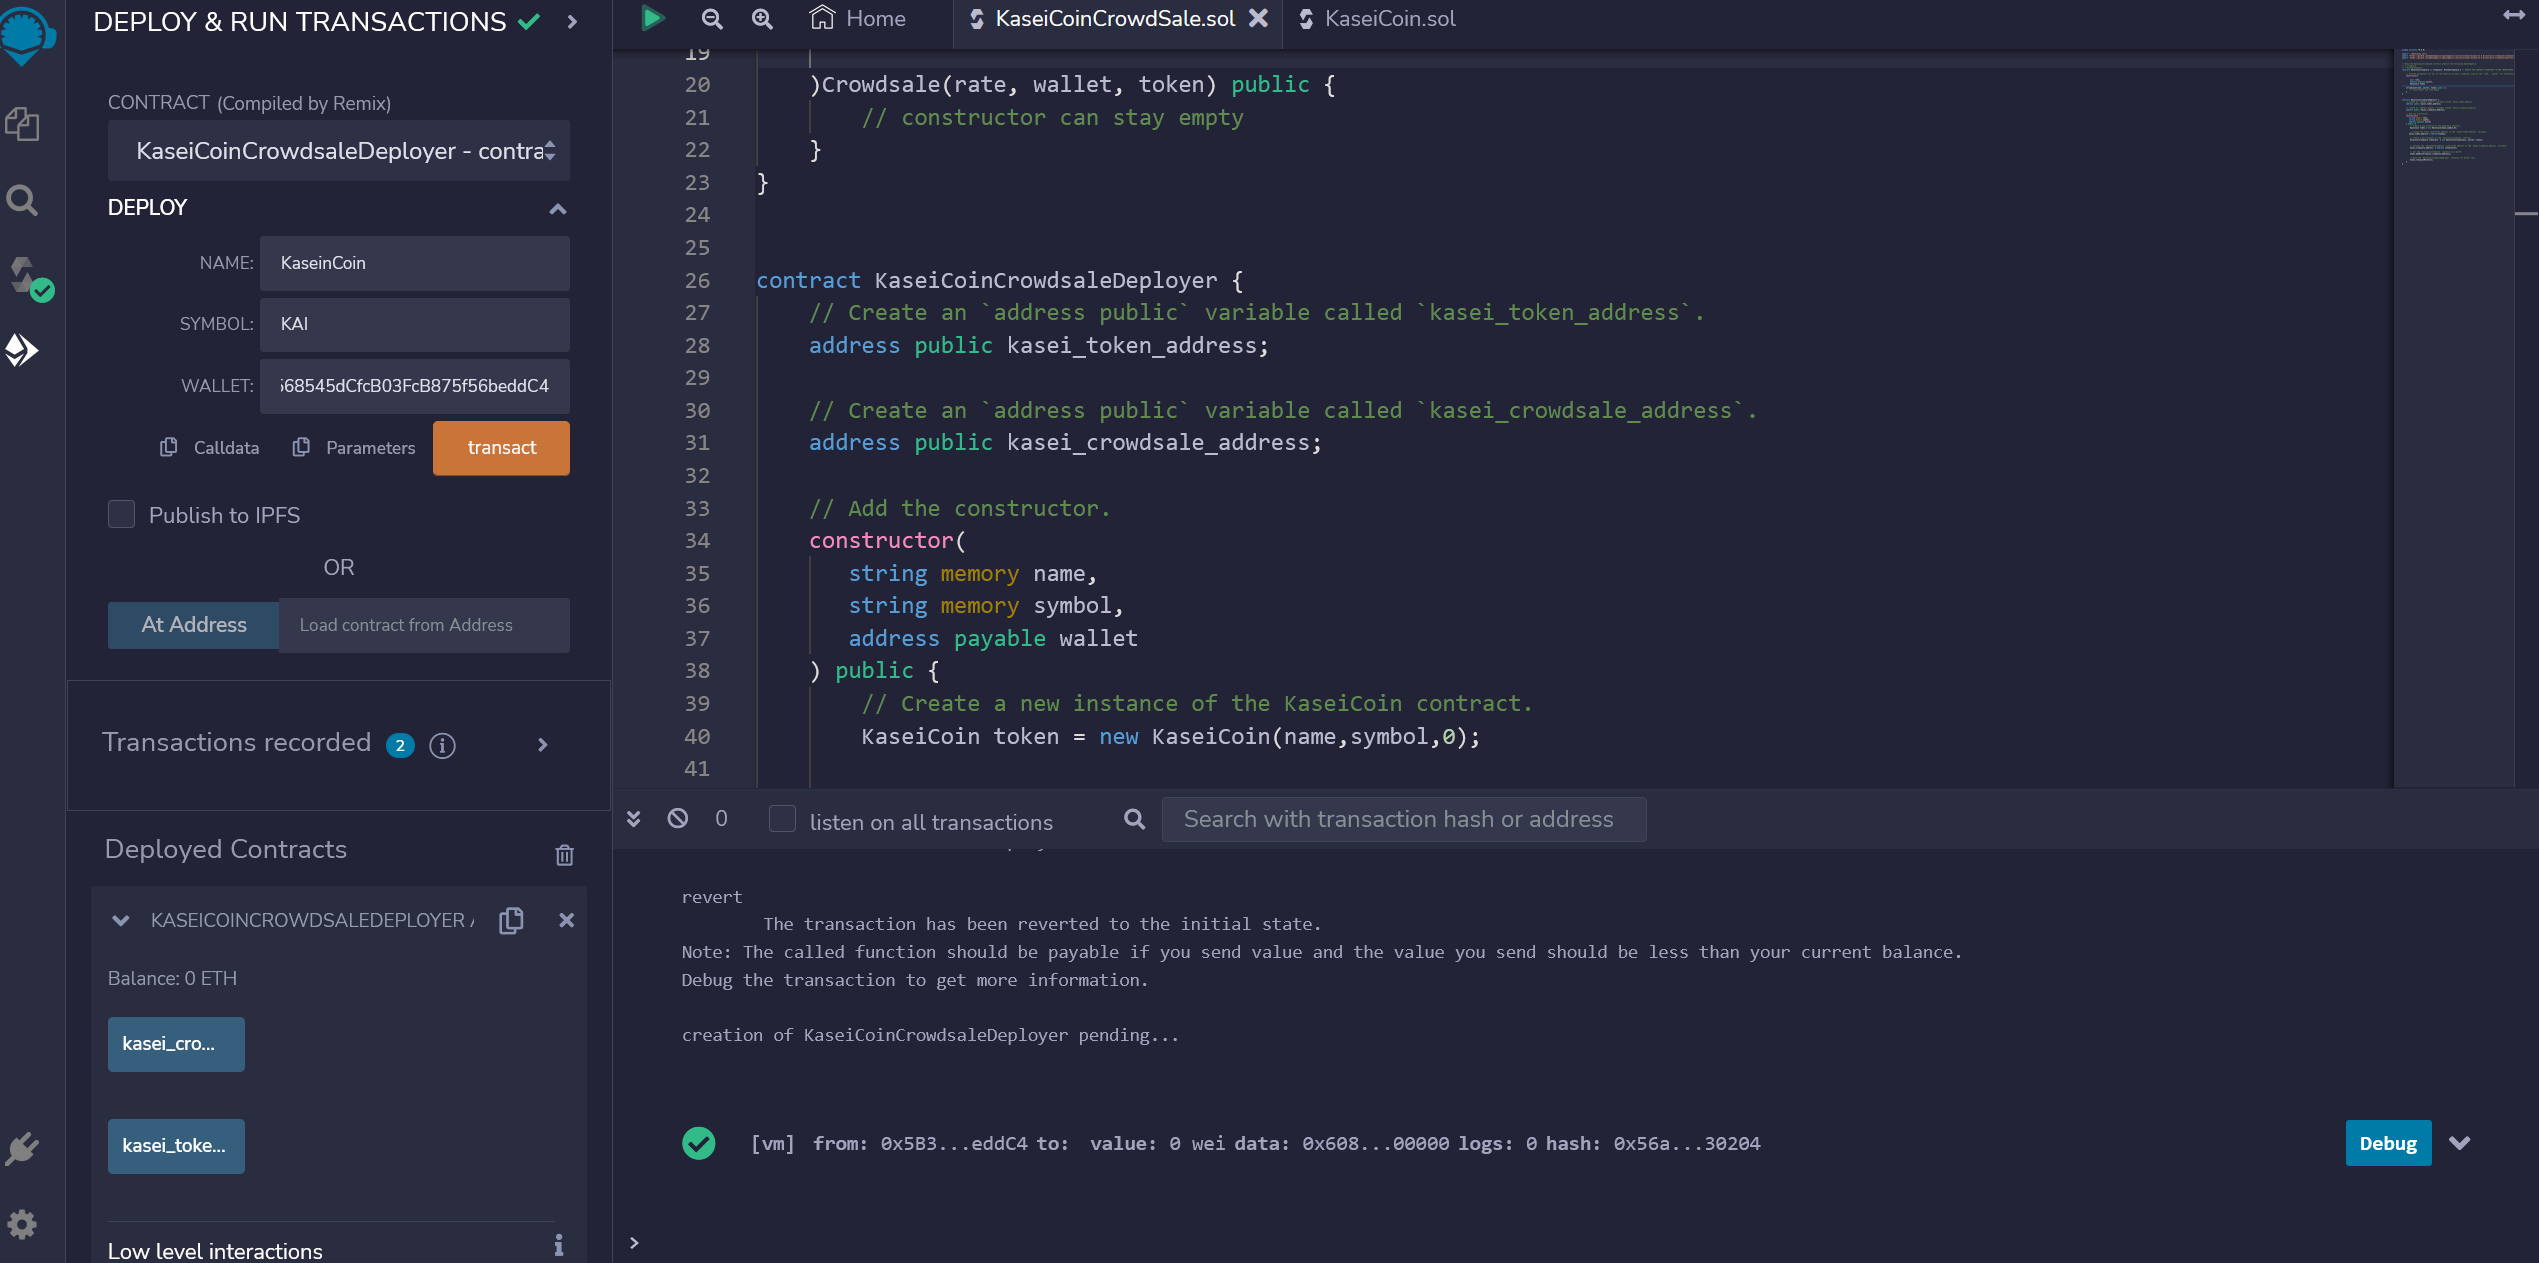 DEPLOY & RUN TRANSACTIONS
CONTRACT (Compiled by Remix)
KaseiCoinCrowdsaleDeployer - contra
DEPLOY
NAME: KaseinCoin
SYMBOL: KAI
WALLET: 568545dCfcB03FcB875f56beddC4
Calldata Parameters transact
Publish to IPFS
OR
At Address Load contract from Address
Transactions recorded 2
Deployed Contracts
KASEICOINCROWDSALEDEPLOYER
Balance: 0 ETH
kasei_cro...
kasei_toke...
Low level interactions
Home KaseiCoinCrowdSale.sol KaseiCoin.sol
19
20 )Crowdsale(rate, wallet, token) public {
21 // constructor can stay empty
22 }
23 }
24
25
26 contract KaseiCoinCrowdsaleDeployer {
27 // Create an `address public` variable called `kasei_token_address`.
28 address public kasei_token_address;
29
30 // Create an `address public` variable called `kasei_crowdsale_address`.
31 address public kasei_crowdsale_address;
32
33 // Add the constructor.
34 constructor(
35 string memory name,
36 string memory symbol,
37 address payable wallet
38 ) public {
39 // Create a new instance of the KaseiCoin contract.
40 KaseiCoin token = new KaseiCoin(name,symbol,0);
41
0 listen on all transactions Search with transaction hash or address
revert
The transaction has been reverted to the initial state.
Note: The called function should be payable if you send value and the value you send should be less than your current balance.
Debug the transaction to get more information.
creation of KaseiCoinCrowdsaleDeployer pending...
[vm] from: 0x5B3...eddC4 to: value: 0 wei data: 0x608...00000 logs: 0 hash: 0x56a...30204 Debug
>